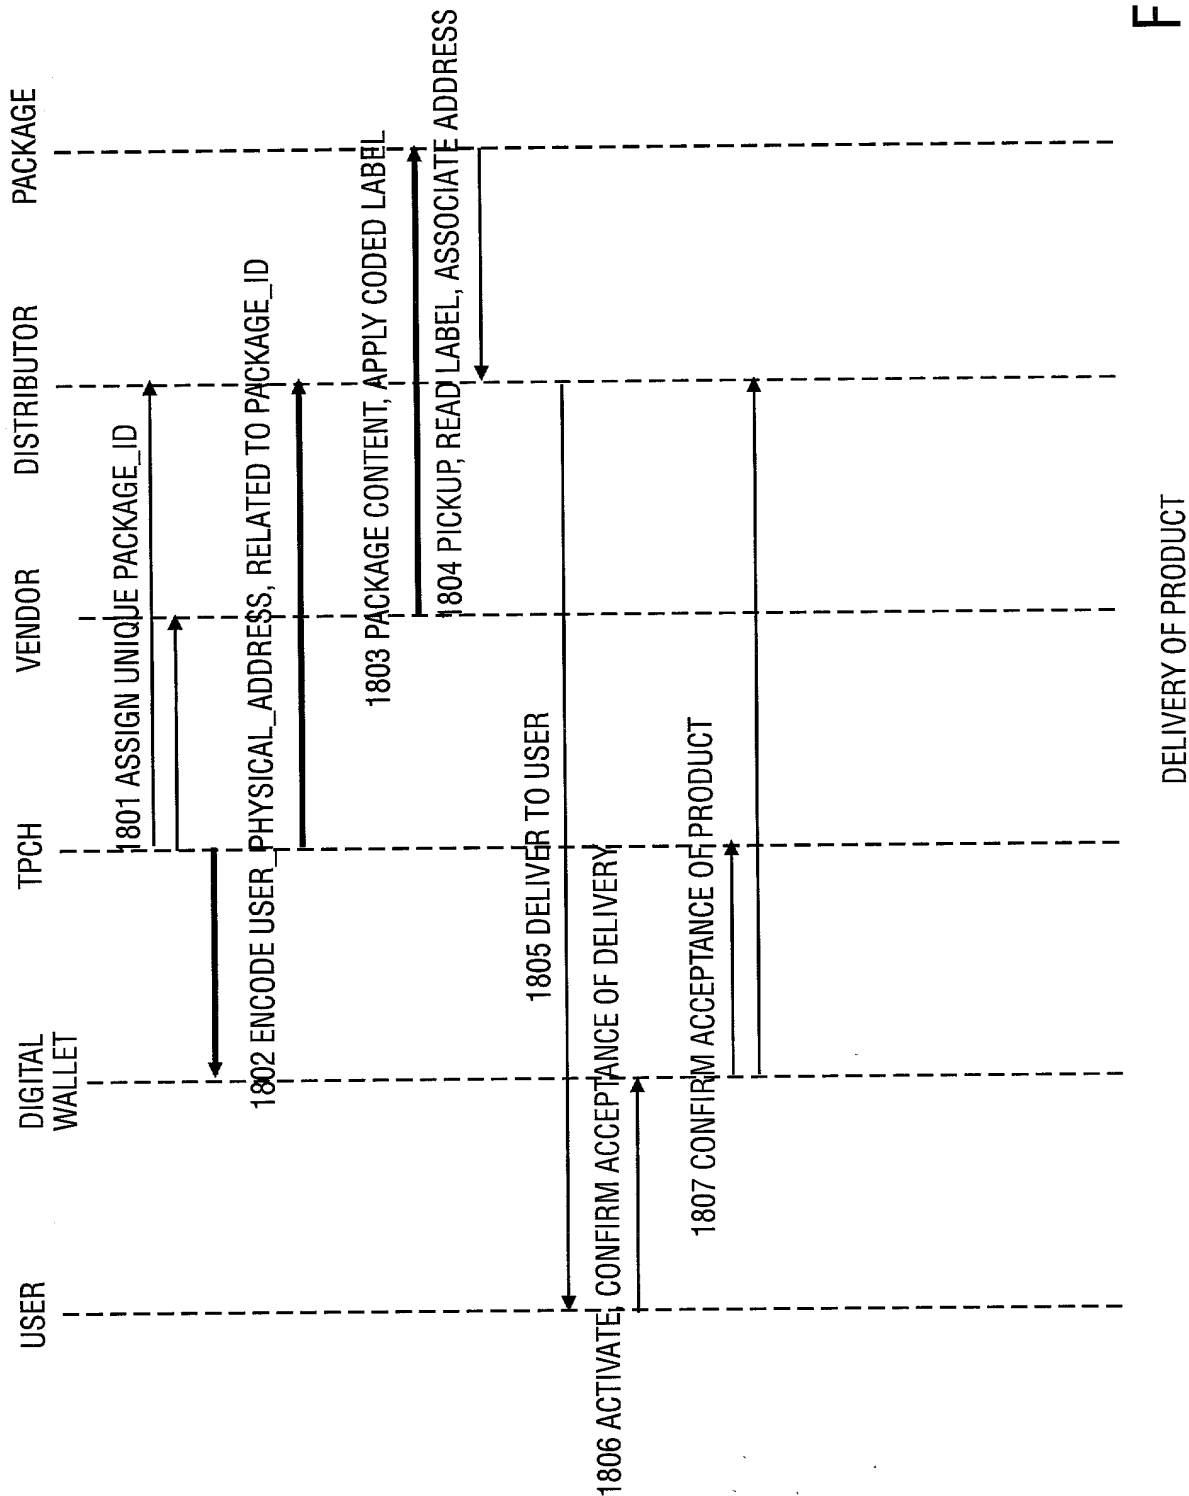 USER
DIGITAL
WALLET
TPCH
VENDOR
DISTRIBUTOR
PACKAGE
1801 ASSIGN UNIQUE PACKAGE_ID
1802 ENCODE USER_PHYSICAL_ADDRESS, RELATED TO PACKAGE_ID
1803 PACKAGE CONTENT, APPLY CODED LABEL
1804 PICKUP, READ LABEL, ASSOCIATE ADDRESS
1805 DELIVER TO USER
1806 ACTIVATE, CONFIRM ACCEPTANCE OF DELIVERY
1807 CONFIRM ACCEPTANCE OF PRODUCT
DELIVERY OF PRODUCT
F